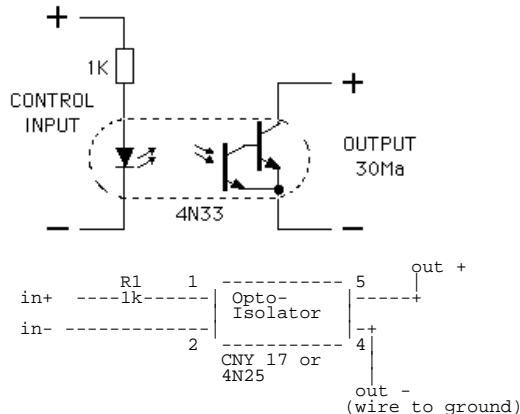 +
1K
+
CONTROL
INPUT
OUTPUT
30Ma
4N33
out +
R1 1 5
in+ 1k Opto-
Isolator
in-
2 4
CNY 17 or
4N25
out -
(wire to ground)